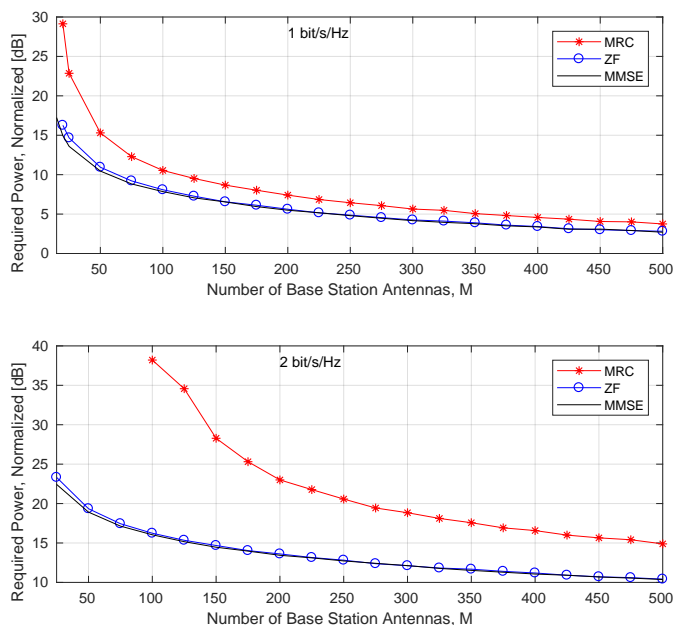 1 bit/s/Hz
MRC
ZF
MMSE
Required Power, Normalized [dB]
30
25
20
15
10
5
0
50 100 150 200 250 300 350 400 450 500
Number of Base Station Antennas, M
2 bit/s/Hz
MRC
ZF
MMSE
Required Power, Normalized [dB]
40
35
30
25
20
15
10
50 100 150 200 250 300 350 400 450 500
Number of Base Station Antennas, M